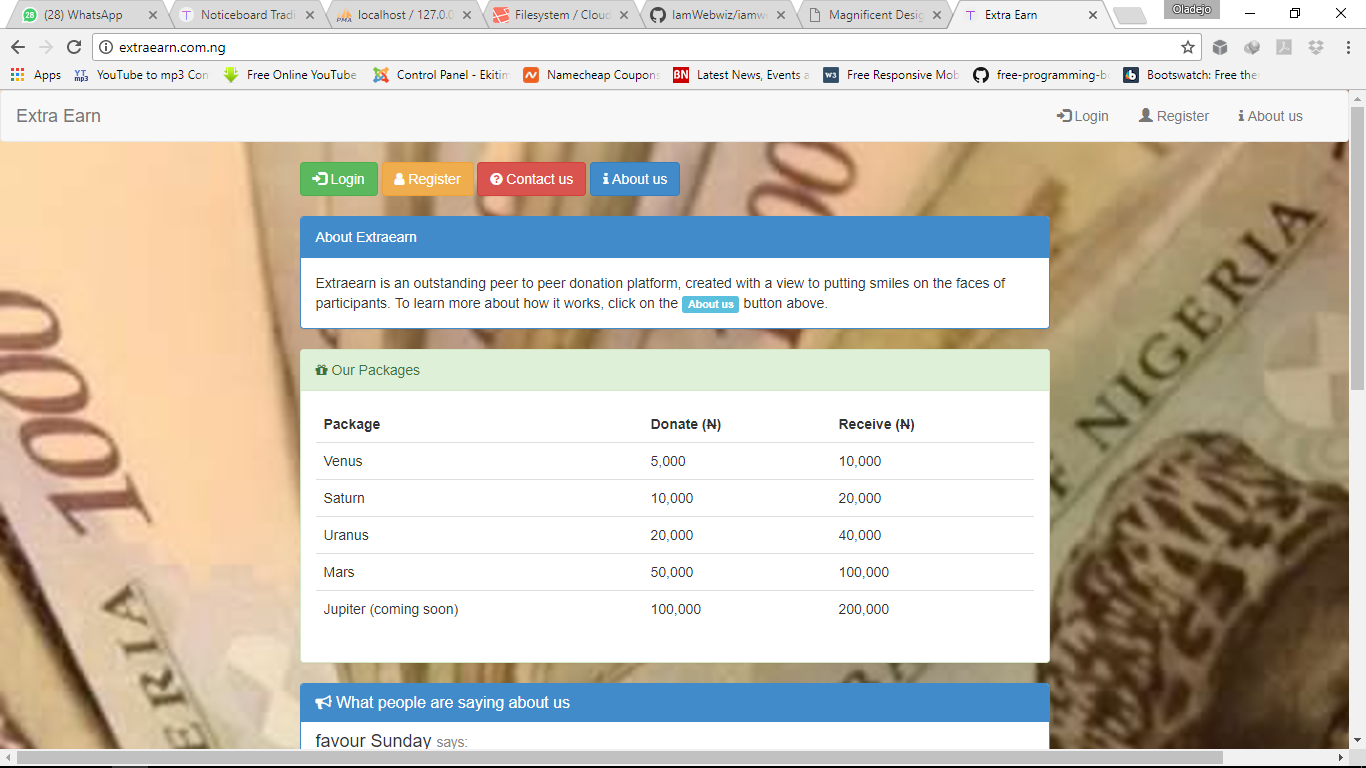 (28) WhatsApp
Noticeboard Tradi
localhost / 127.0.0
Filesystem / Cloud
IamWebwiz/iamwe
Magnificent Desig
Extra Earn
Oladejo
extraearn.com.ng
Apps
YouTube to mp3 Con
Free Online YouTube
Control Panel - Ekitim
Namecheap Coupons
BN
Latest News, Events a
W3
Free Responsive Mob
free-programming-bo
Bootswatch: Free the
Extra Earn
Login
Register
About us
Login
Register
Contact us
About us
About Extraearn
Extraearn is an outstanding peer to peer donation platform, created with a view to putting smiles on the faces of
participants. To learn more about how it works, click on the About us button above.
Our Packages
Package Donate (₦) Receive (₦)
Venus 5,000 10,000
Saturn 10,000 20,000
Uranus 20,000 40,000
Mars 50,000 100,000
Jupiter (coming soon) 100,000 200,000
What people are saying about us
favour Sunday says:
1000
NIGERIA